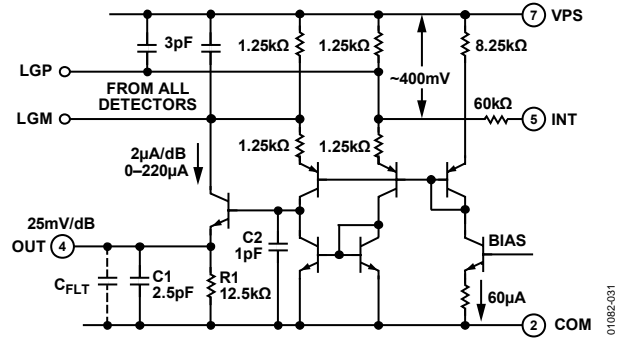 7 VPS
3pF
1.25kΩ
1.25kΩ
8.25kΩ
LGP
~400mV
FROM ALL
DETECTORS
LGM
60kΩ
5 INT
2µA/dB
0–220µA
1.25kΩ
1.25kΩ
25mV/dB
OUT 4
C2
1pF
BIAS
CFLT
C1
2.5pF
R1
12.5kΩ
60µA
2 COM
01082-031